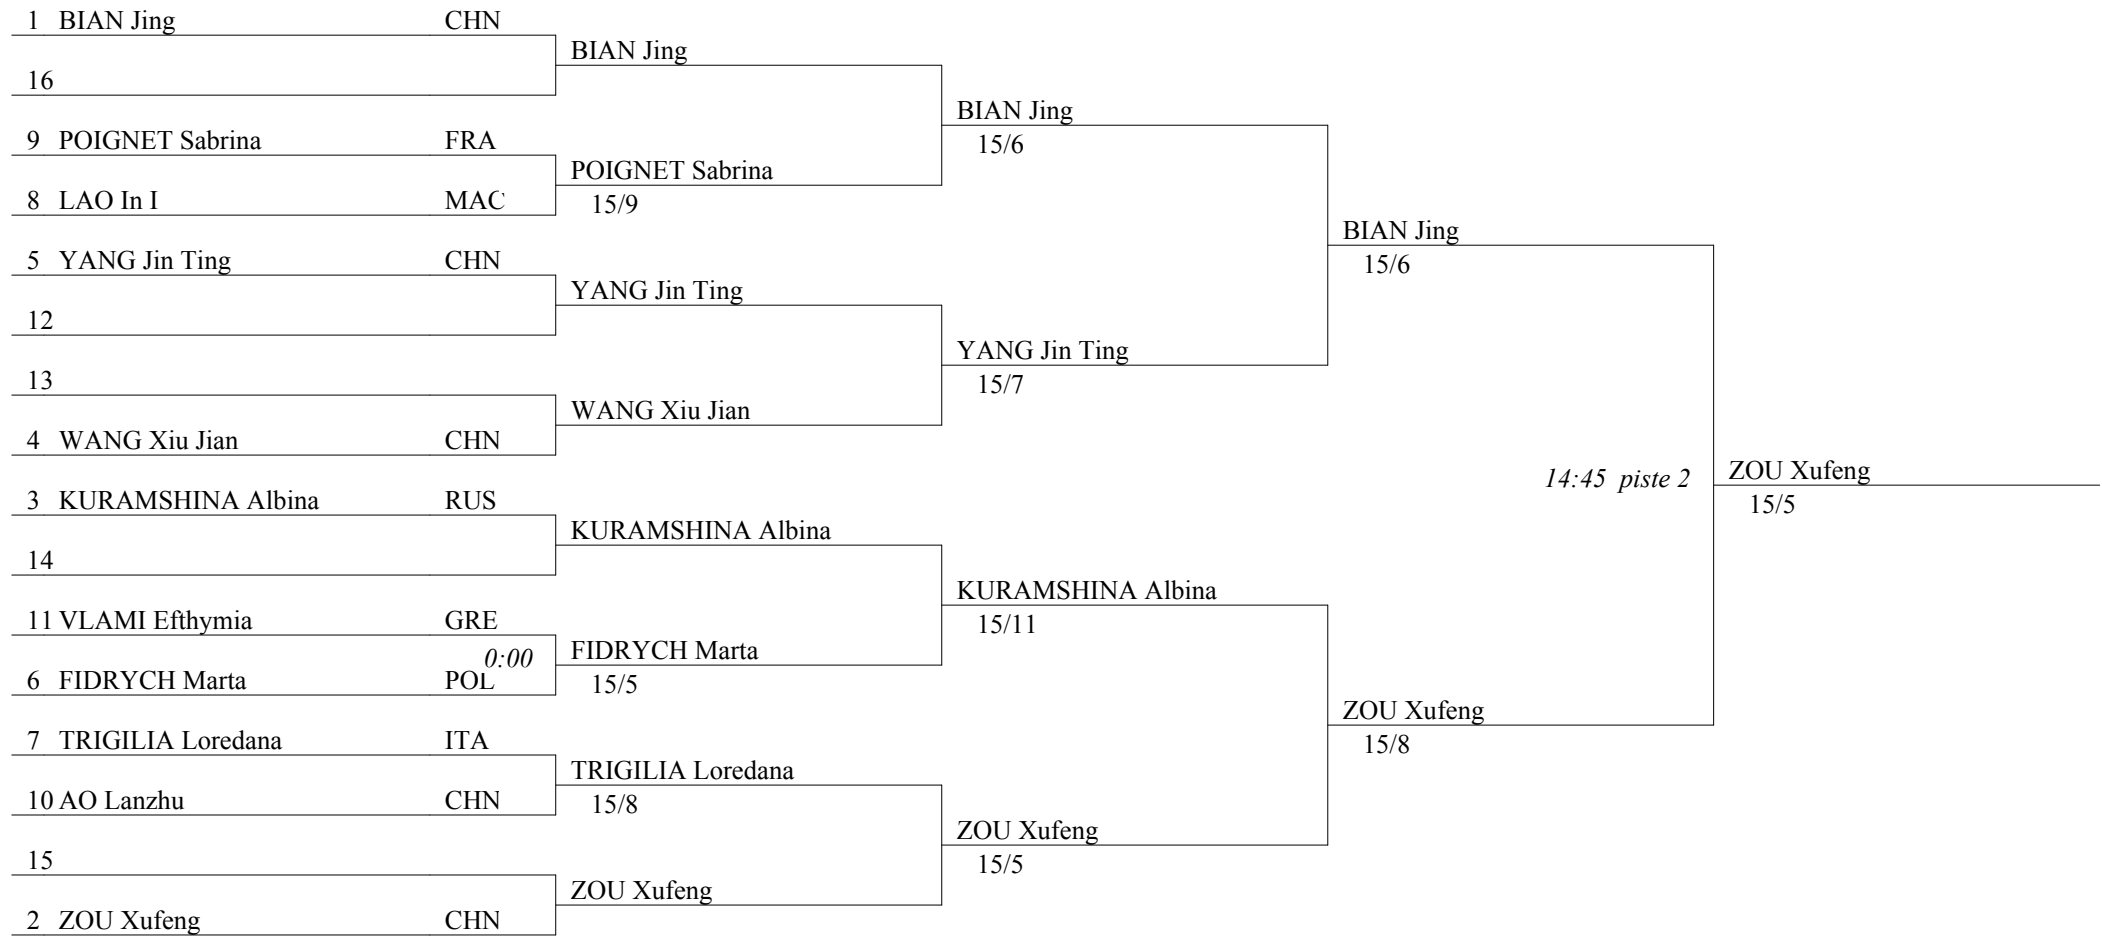 1 BIAN Jing CHN
BIAN Jing
16
BIAN Jing
15/6
9 POIGNET Sabrina FRA
POIGNET Sabrina
15/9
8 LAO In I MAC
BIAN Jing
15/6
5 YANG Jin Ting CHN
YANG Jin Ting
12
YANG Jin Ting
15/7
13
WANG Xiu Jian
4 WANG Xiu Jian CHN
14:45 piste 2
ZOU Xufeng
15/5
3 KURAMSHINA Albina RUS
KURAMSHINA Albina
14
KURAMSHINA Albina
15/11
11 VLAMI Efthymia GRE
0:00
FIDRYCH Marta
15/5
6 FIDRYCH Marta POL
ZOU Xufeng
15/8
7 TRIGILIA Loredana ITA
TRIGILIA Loredana
15/8
10 AO Lanzhu CHN
ZOU Xufeng
15/5
15
ZOU Xufeng
2 ZOU Xufeng CHN